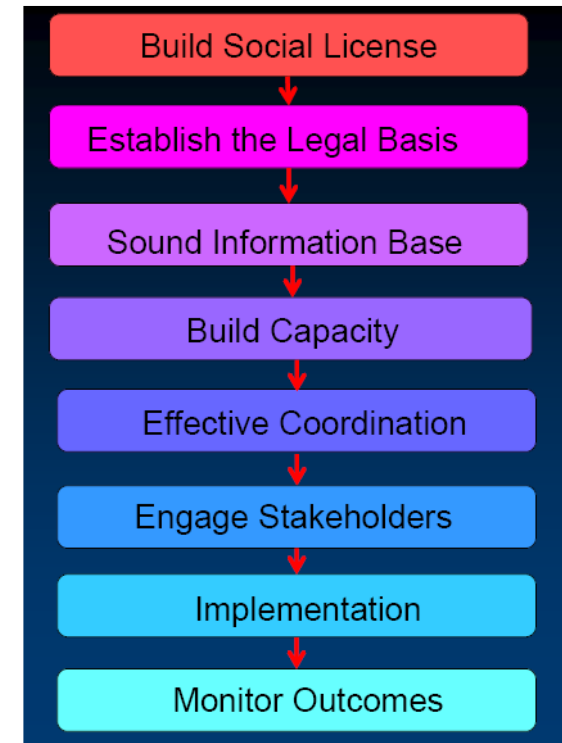 Build Social License
Establish the Legal Basis
Sound Information Base
Build Capacity
Effective Coordination
Engage Stakeholders
Implementation
Monitor Outcomes